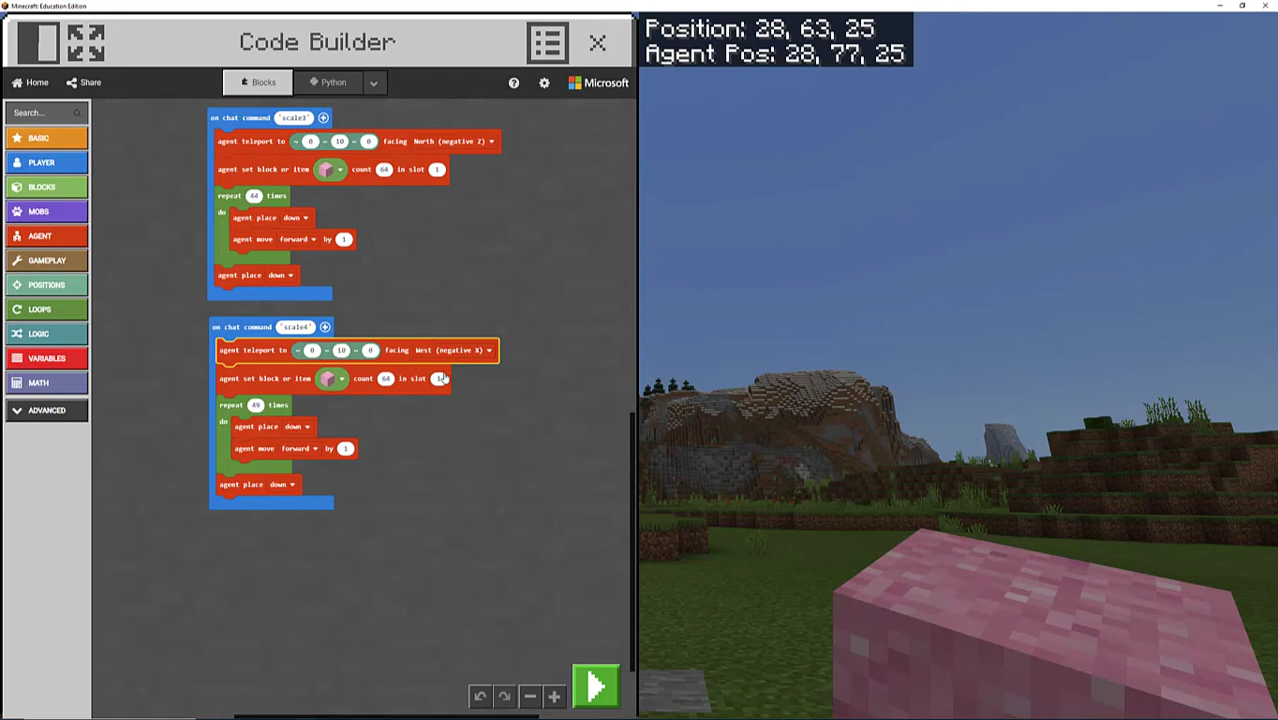 Minecraft: Education Edition
Code Builder
Position: 28, 63, 25
Agent Pos: 28, 77, 25
Home
Share
Blocks
Python
Microsoft
Search...
BASIC
PLAYER
BLOCKS
MOBS
AGENT
GAMEPLAY
POSITIONS
LOOPS
LOGIC
VARIABLES
MATH
ADVANCED
on chat command "scale3"
agent teleport to ~ 0 ~ 10 ~ 0 facing North (negative Z)
agent set block or item count 64 in slot 1
repeat 44 times
do
agent place down
agent move forward by 1
agent place down
on chat command "scale4"
agent teleport to ~ 0 ~ 10 ~ 0 facing West (negative X)
agent set block or item count 64 in slot 1
repeat 49 times
do
agent place down
agent move forward by 1
agent place down